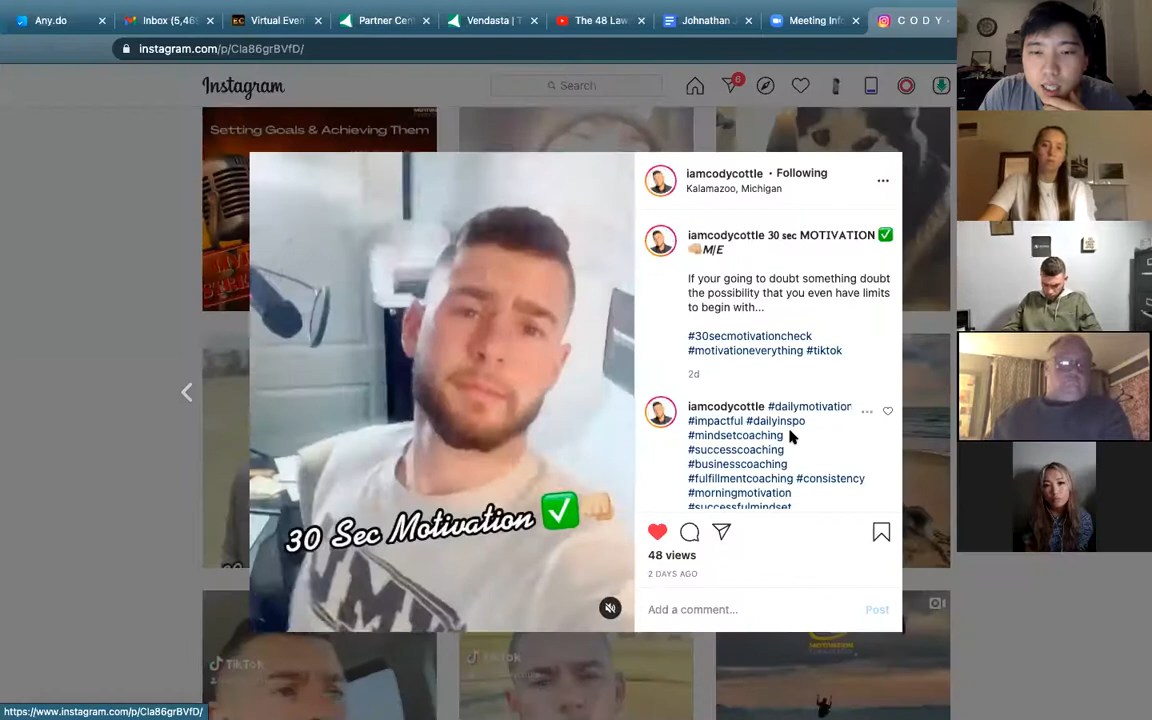 Any.do
Inbox (5,46
Virtual Even
Partner Cen
Vendasta | T
The 48 Law
Johnathan
Meeting Info
C O D Y
instagram.com/p/Cla86grBVfD/
Instagram
Search
6
Setting Goals & Achieving Them
iamcodycottle • Following
Kalamazoo, Michigan
iamcodycottle 30 sec MOTIVATION ✅
👊🏼M/E
If your going to doubt something doubt
the possibility that you even have limits
to begin with...
#30secmotivationcheck
#motivationeverything #tiktok
2d
iamcodycottle #dailymotivation
#impactful #dailyinspo
#mindsetcoaching
#successcoaching
#businesscoaching
#fulfillmentcoaching #consistency
#morningmotivation
#successfulmindset
30 Sec Motivation ✅👊🏼
48 views
2 DAYS AGO
Add a comment...
Post
TikTok
TikTok
https://www.instagram.com/p/Cla86grBVfD/